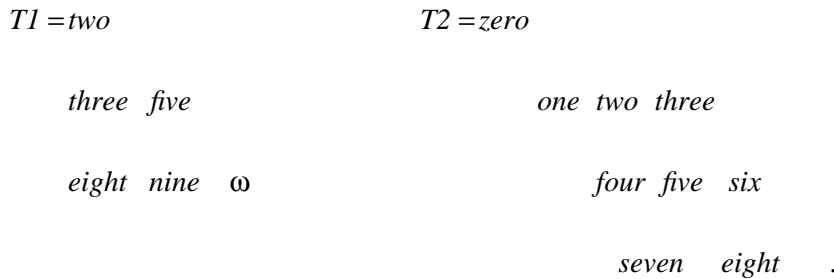 T1 = two T2 = zero
three five one two three
eight nine ω four five six
seven eight .